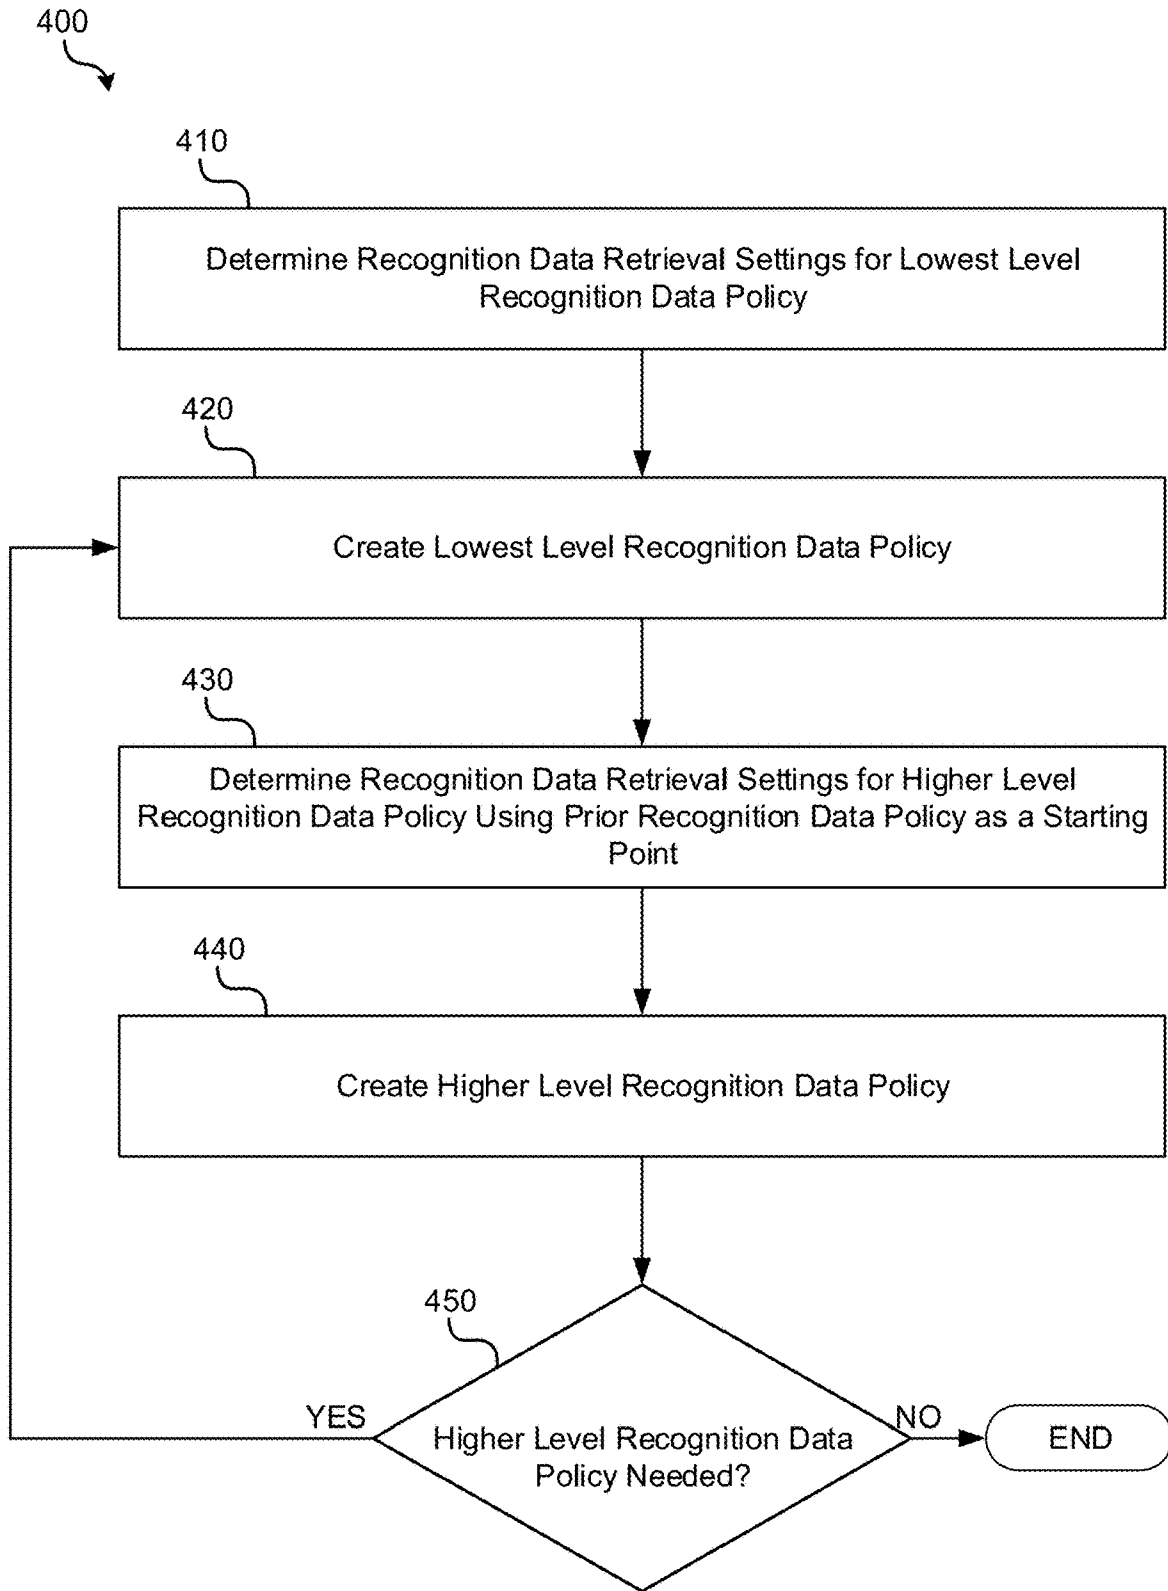 400
410
Determine Recognition Data Retrieval Settings for Lowest Level
Recognition Data Policy
420
Create Lowest Level Recognition Data Policy
430
Determine Recognition Data Retrieval Settings for Higher Level
Recognition Data Policy Using Prior Recognition Data Policy as a Starting
Point
440
Create Higher Level Recognition Data Policy
450
YES
Higher Level Recognition Data
Policy Needed?
NO
END